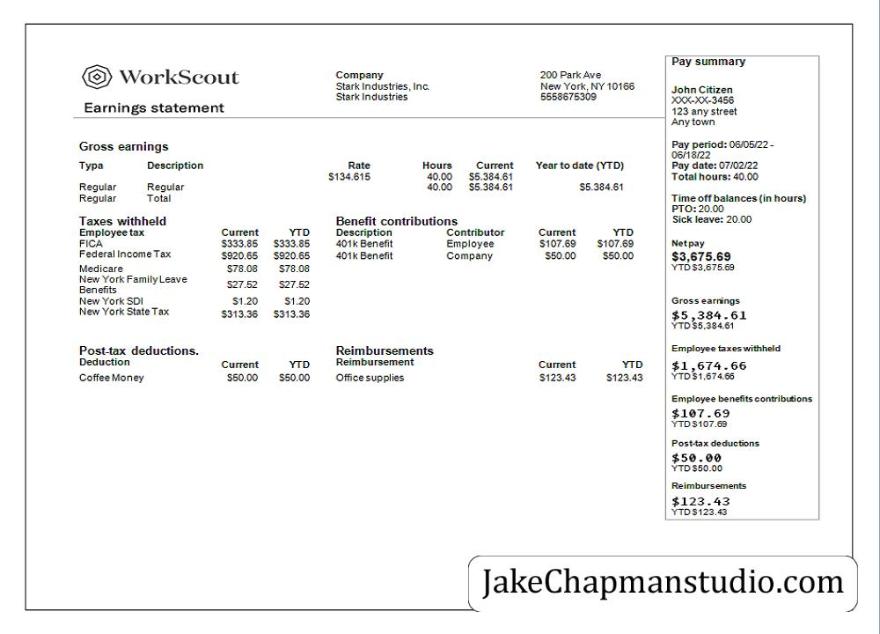 WorkScout
Earnings statement
Company
Stark Industries, Inc.
Stark Industries
200 Park Ave
New York, NY 10166
5558675309
Gross earnings
Type Description Rate Hours Current Year to date (YTD)
$134.615 40.00 $5.384.61
Regular Regular 40.00 $5.384.61 $5.384.61
Regular Total
Taxes withheld
Employee tax Current YTD
FICA $333.85 $333.85
Federal Income Tax $920.65 $920.65
Medicare $78.08 $78.08
New York Family Leave
Benefits $27.52 $27.52
New York SDI $1.20 $1.20
New York State Tax $313.36 $313.36
Benefit contributions
Description Contributor Current YTD
401k Benefit Employee $107.69 $107.69
401k Benefit Company $50.00 $50.00
Post-tax deductions.
Deduction Current YTD
Coffee Money $50.00 $50.00
Reimbursements
Reimbursement Current YTD
Office supplies $123.43 $123.43
Pay summary
John Citizen
XXX-XX-3456
123 any street
Any town
Pay period: 06/05/22 -
06/18/22
Pay date: 07/02/22
Total hours: 40.00
Time off balances (in hours)
PTO: 20.00
Sick leave: 20.00
Net pay
$3,675.69
YTD $3,675.69
Gross earnings
$5,384.61
YTD $5,384.61
Employee taxes withheld
$1,674.66
YTD $1,674.66
Employee benefits contributions
$107.69
YTD $107.69
Post-tax deductions
$50.00
YTD $50.00
Reimbursements
$123.43
YTD $123.43
JakeChapmanstudio.com